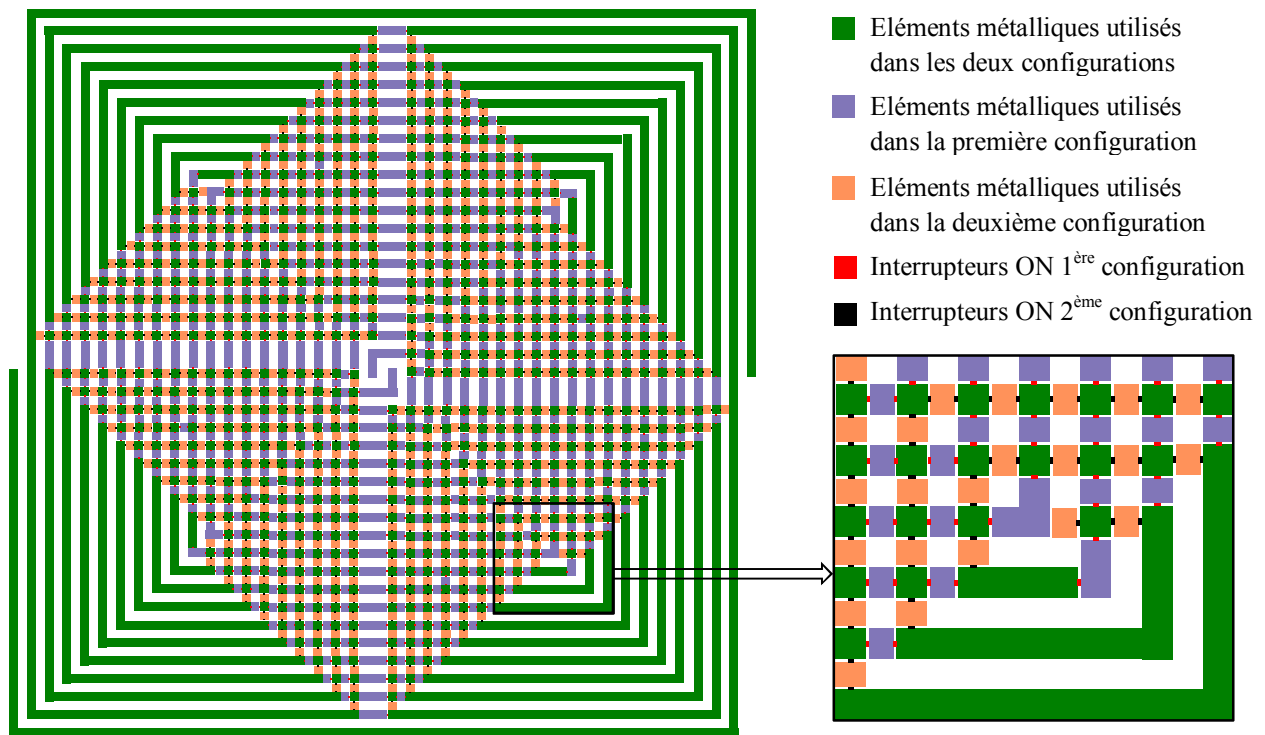 Eléments métalliques utilisés
dans les deux configurations
Eléments métalliques utilisés
dans la première configuration
Eléments métalliques utilisés
dans la deuxième configuration
Interrupteurs ON 1ère configuration
Interrupteurs ON 2ème configuration